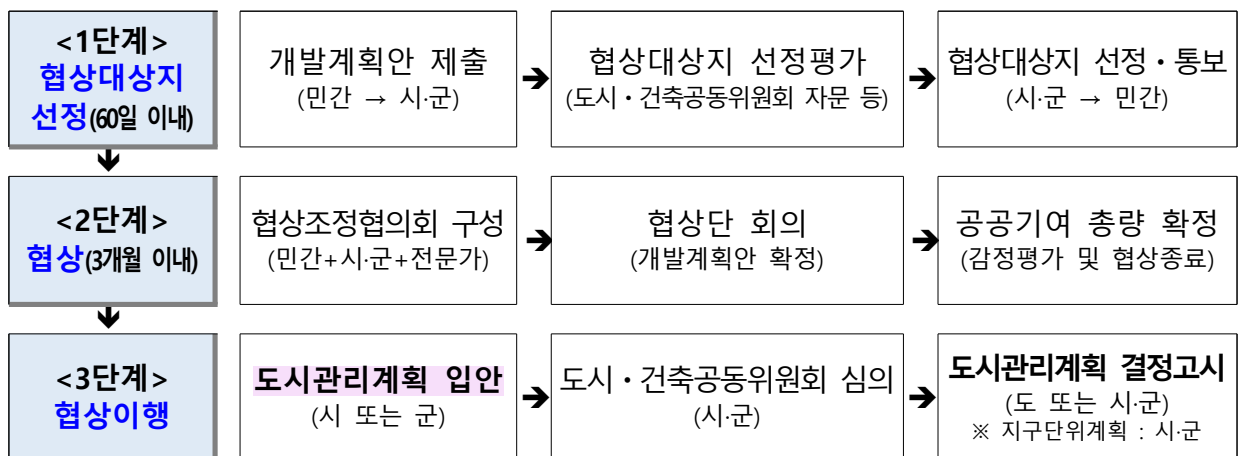 <1단계>
협상대상지
선정(60일 이내)
개발계획안 제출
(민간 → 시·군)
➔
협상대상지 선정평가
(도시・건축공동위원회 자문 등)
➔
협상대상지 선정・통보
(시·군 → 민간)
🡻
<2단계>
협상(3개월 이내)
협상조정협의회 구성
(민간+시·군+전문가)
➔
협상단 회의
(개발계획안 확정)
➔
공공기여 총량 확정
(감정평가 및 협상종료)
🡻
<3단계>
협상이행
도시관리계획 입안
(시 또는 군)
➔
도시・건축공동위원회 심의
(시·군)
➔
도시관리계획 결정고시
(도 또는 시·군)
※ 지구단위계획 : 시·군